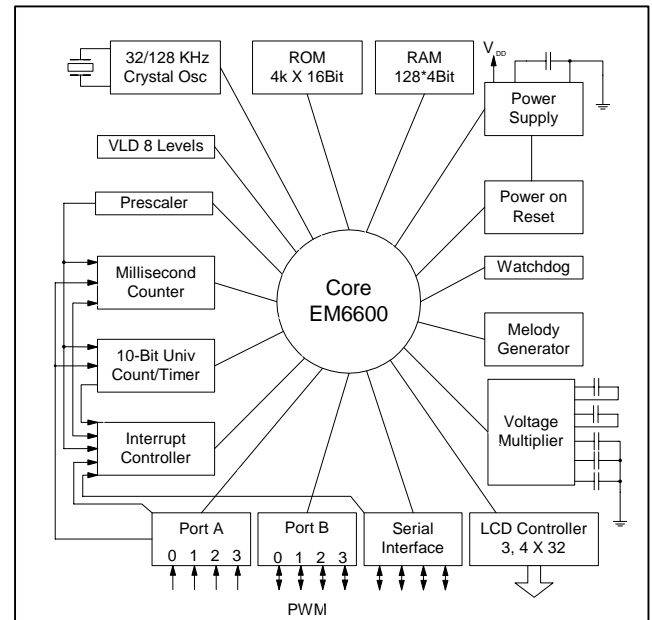 32/128 KHz
Crystal Osc
ROM
4k X 16Bit
RAM
128*4Bit
VDD
Power
Supply
VLD 8 Levels
Prescaler
Power on
Reset
Millisecond
Counter
Core
EM6600
Watchdog
10-Bit Univ
Count/Timer
Melody
Generator
Interrupt
Controller
Voltage
Multiplier
Port A
0 1 2 3
Port B
0 1 2 3
Serial
Interface
LCD Controller
3, 4 X 32
PWM